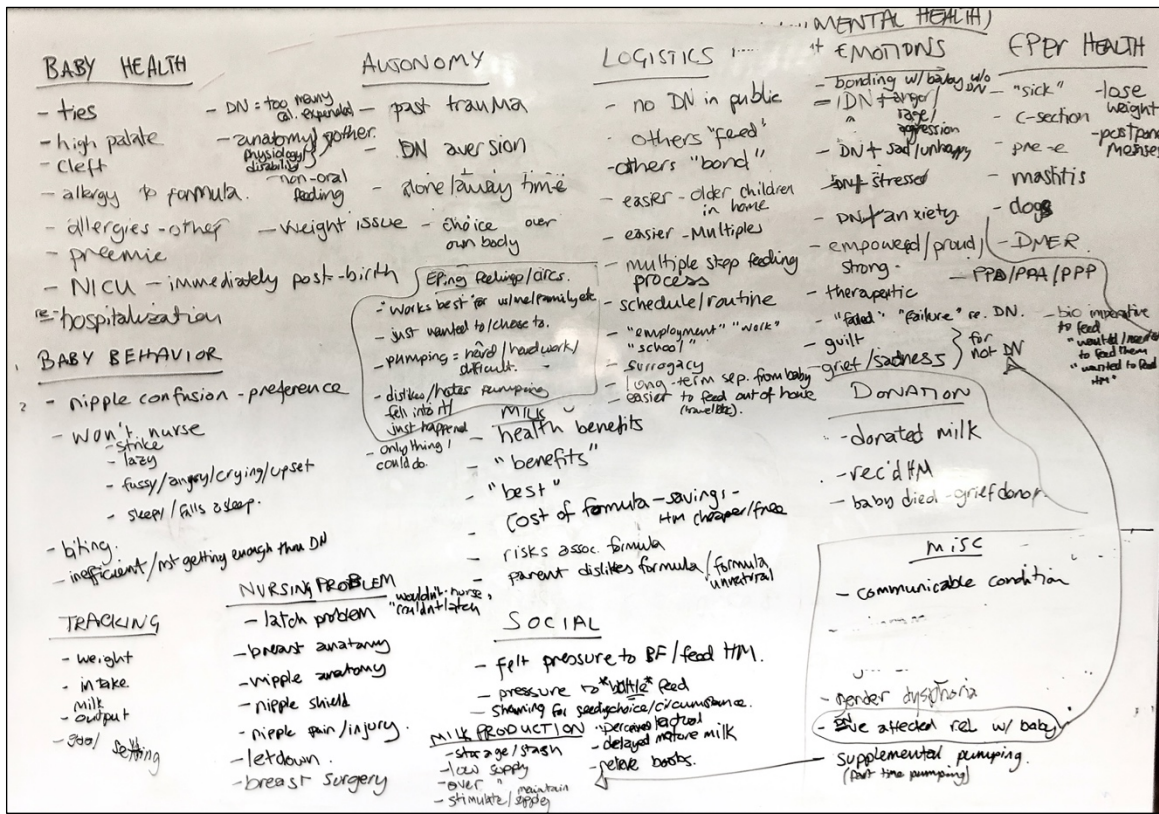 BABY HEALTH
- ties
- high palate
- cleft
- allergy to formula.
- allergies - other
- preemie
- NICU - immediately post-birth
re- hospitalization
- DN = too many
cal. expended
- anatomy/other
physiology/
disability
- non-oral
feeding
- weight issue
BABY BEHAVIOR
- nipple confusion - preference
- won't nurse
- strike
- lazy
- fussy/angry/crying/upset
- sleepy/falls asleep.
- biting.
- inefficient/not getting enough thru DN
TRACKING
- weight
- intake
milk
- output
- goal setting
NURSING PROBLEM
- latch problem
"wouldn't nurse,
"couldn't latch
- breast anatomy
- nipple anatomy
- nipple shield
- nipple pain/injury.
- letdown.
- breast surgery
AUTONOMY
- past trauma
- DN aversion
- alone/away time
- choice over
own body
EPing feelings/circs.
- works best for us/me/family etc
- just wanted to/chose to.
- pumping = hard/hard work/
difficult.
- dislikes/hates pumping
fell into it/
just happened
- only thing I
could do.
MILK
- health benefits
- "benefits"
- "best"
cost of formula - savings -
HM cheaper/free
- risks assoc. formula
- parent dislikes formula/formula
unnatural
SOCIAL
- felt pressure to BF/feed HM.
- pressure to *bottle* feed
- shaming for feeding choice/circumstance.
MILK PRODUCTION
- storage/stash
- low supply
- over "
- stimulate/maintain
supply
- perceived/actual
- delayed mature milk
- relieve boobs.
LOGISTICS
- no DN in public
- others "feed"
- others "bond"
- easier - older children
in home
- easier - multiples
- multiple step feeding
process
- schedule/routine
- "employment" "work"
"school"
- surrogacy
- long-term sep. from baby
- easier to feed out of home
(travel etc).
MENTAL HEALTH/
EMOTIONS
- bonding w/baby w/o DN
- DN + anger/
rage/
aggression
- DN + sad/unhappy
- DN + stressed
- DN + anxiety.
- empowered/proud/
strong.
- therapeutic
- "failed" "failure" re. DN.
- guilt
- grief/sadness } for
not DN
DONATION
- donated milk
- rec'd HM
- baby died - grief donor.
MISC
- communicable condition
- gender dysphoria
- DN'e affected rel. w/ baby
- supplemental pumping.
(part time pumping)
EPer HEALTH
- "sick"
- c-section
- pre-e
- mastitis
- DMER.
- PPD/PPA/PPP
- lose
weight
- postpone
menses
- bio imperative
to feed
"wanted/needed
to feed them
"wanted to feed
HM"